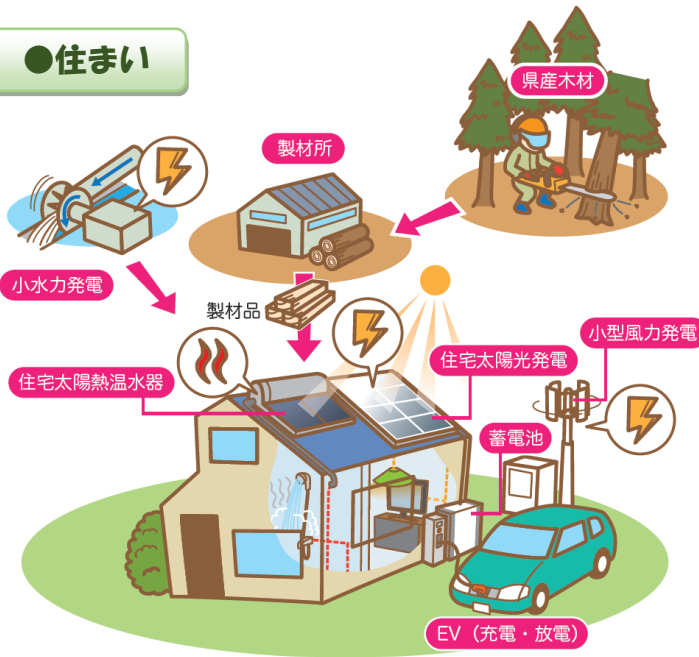 ●住まい
県産木材
製材所
小水力発電
製材品
小型風力発電
住宅太陽光発電
住宅太陽熱温水器
蓄電池
EV（充電・放電）